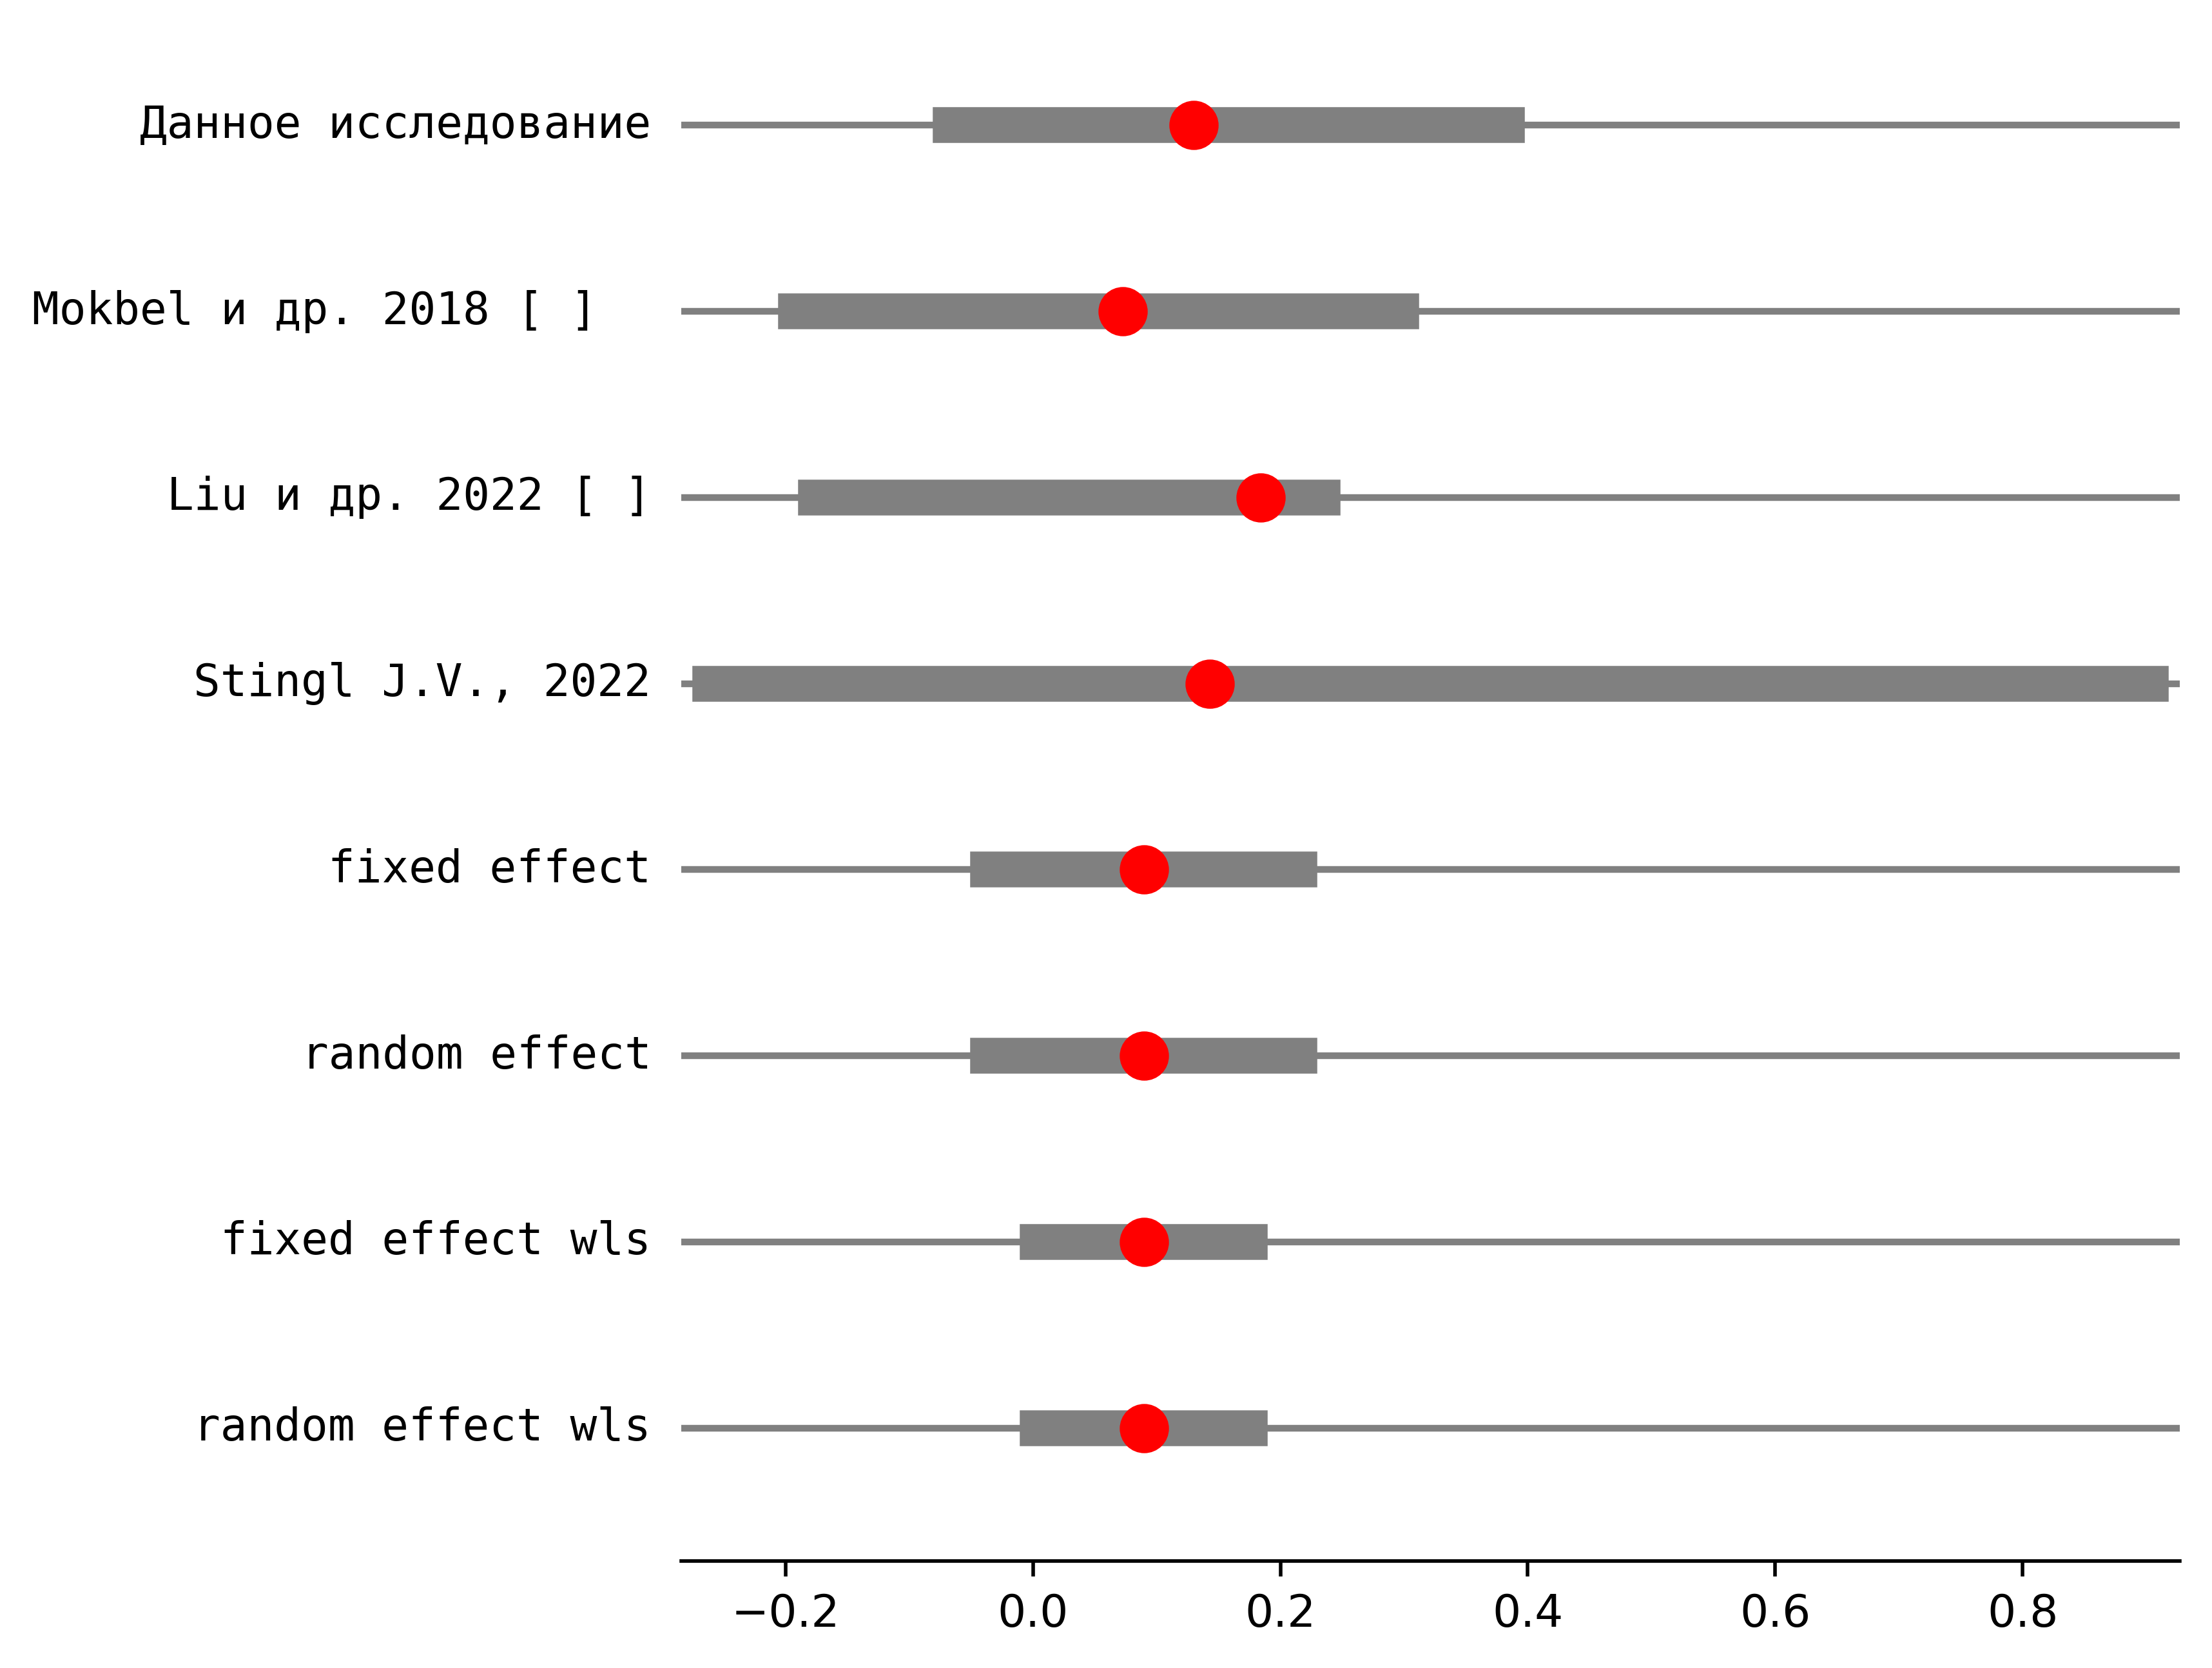 Данное исследование
Mokbel и др. 2018 [ ]
Liu и др. 2022 [ ]
Stingl J.V., 2022
fixed effect
random effect
fixed effect wls
random effect wls
−0.2 0.0 0.2 0.4 0.6 0.8